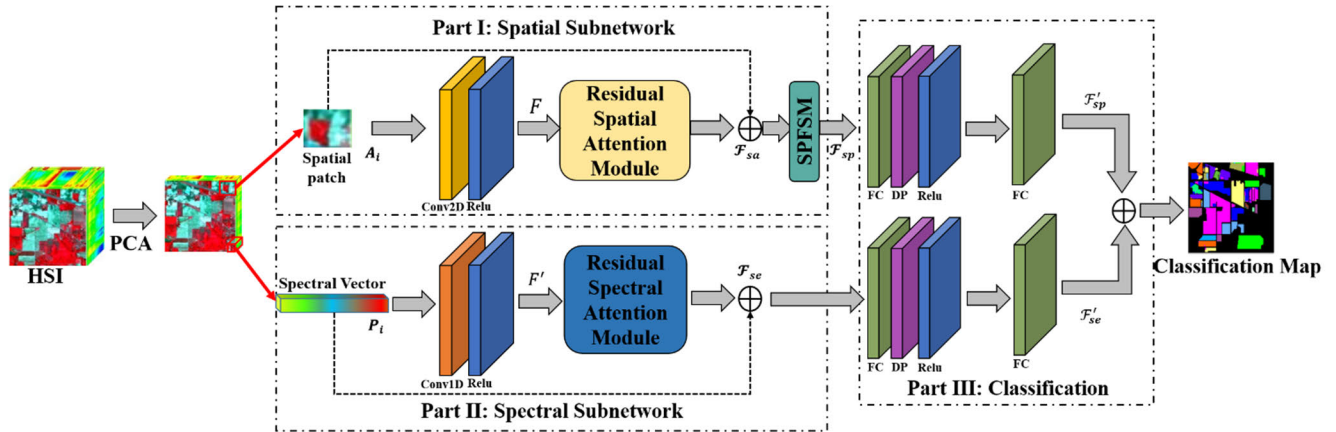 HSI
PCA
Part I: Spatial Subnetwork
Spatial
patch
A_i
Conv2D
Relu
F
Residual
Spatial
Attention
Module
ℱ_sa
SPFSM
ℱ_sp
Spectral Vector
P_i
Conv1D
Relu
F'
Residual
Spectral
Attention
Module
ℱ_se
Part II: Spectral Subnetwork
FC
DP
Relu
FC
ℱ'_sp
FC
DP
Relu
FC
ℱ'_se
Part III: Classification
Classification Map